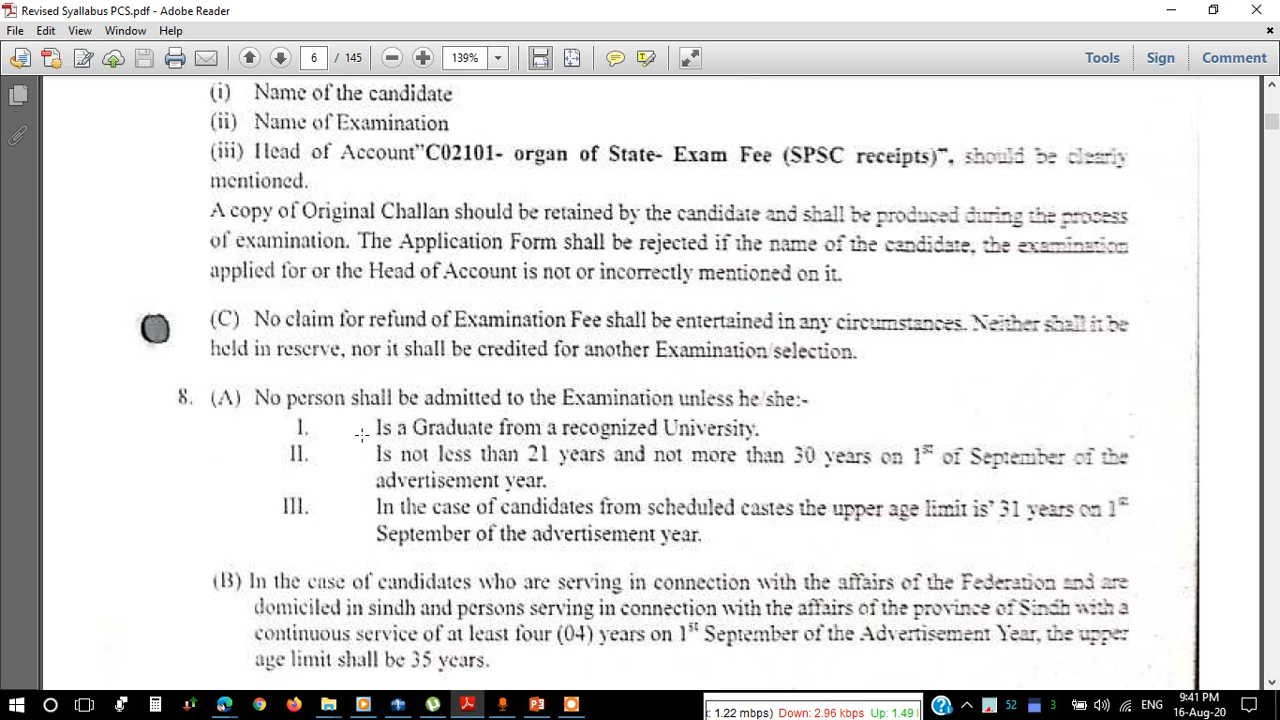 Revised Syallabus PCS.pdf - Adobe Reader
File Edit View Window Help
6 / 145 139% Tools Sign Comment
(i) Name of the candidate
(ii) Name of Examination
(iii) Head of Account"C02101- organ of State- Exam Fee (SPSC receipts)", should be clearly
mentioned.
A copy of Original Challan should be retained by the candidate and shall be produced during the process
of examination. The Application Form shall be rejected if the name of the candidate, the examination
applied for or the Head of Account is not or incorrectly mentioned on it.
(C) No claim for refund of Examination Fee shall be entertained in any circumstances. Neither shall it be
held in reserve, nor it shall be credited for another Examination/selection.
8. (A) No person shall be admitted to the Examination unless he/she:-
I. Is a Graduate from a recognized University.
II. Is not less than 21 years and not more than 30 years on 1st of September of the
advertisement year.
III. In the case of candidates from scheduled castes the upper age limit is' 31 years on 1st
September of the advertisement year.
(B) In the case of candidates who are serving in connection with the affairs of the Federation and are
domiciled in sindh and persons serving in connection with the affairs of the province of Sindh with a
continuous service of at least four (04) years on 1st September of the Advertisement Year, the upper
age limit shall be 35 years.
: 1.22 mbps) Down: 2.96 kbps Up: 1.49
52 3 ENG 9:41 PM
16-Aug-20